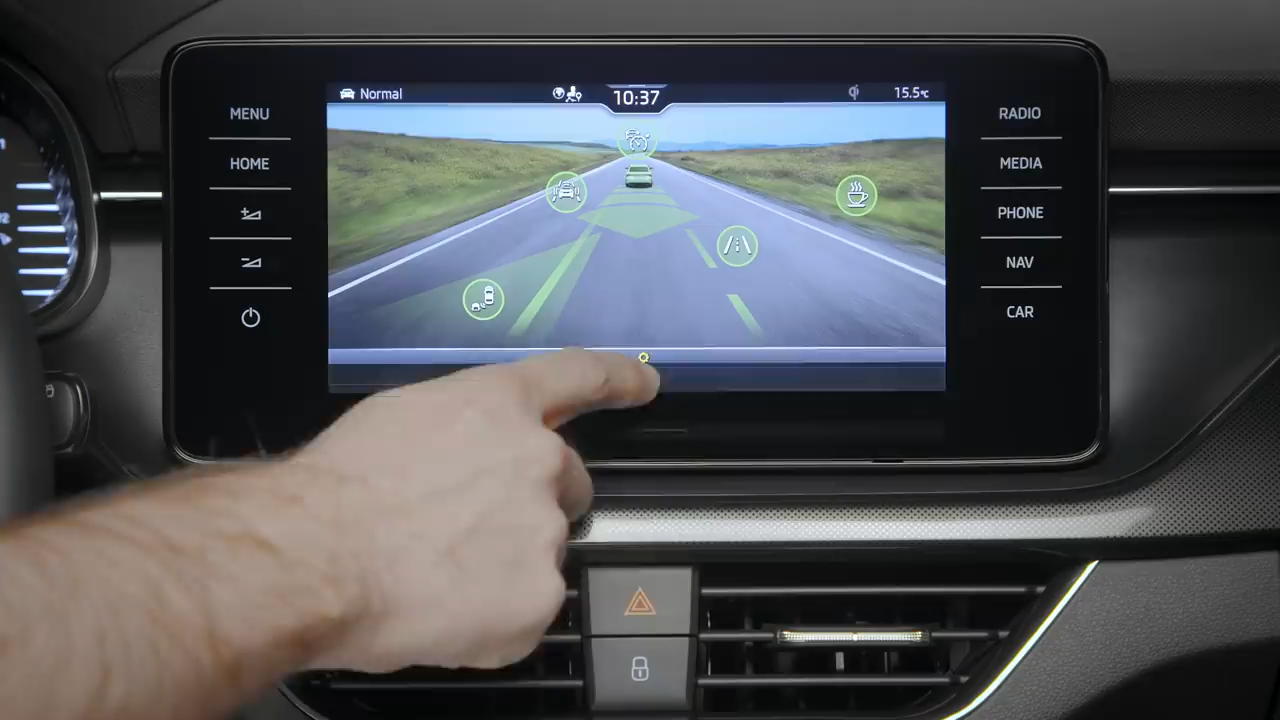 Normal
10:37
15.5°C
MENU
HOME
RADIO
MEDIA
PHONE
NAV
CAR